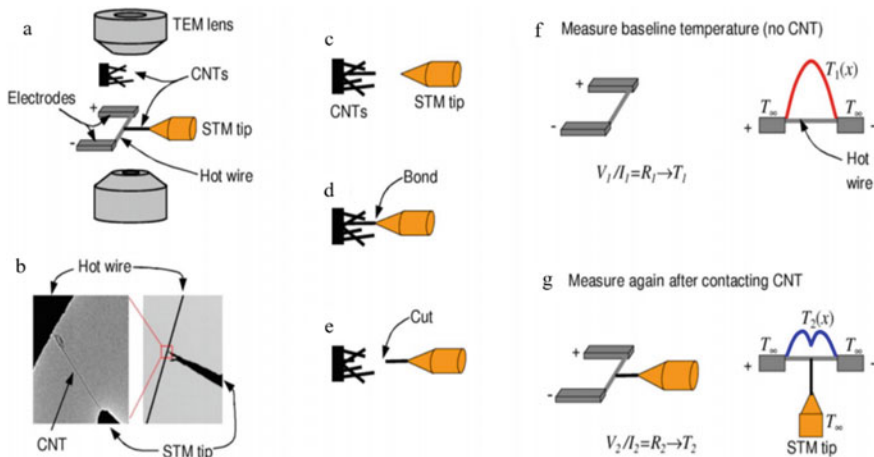 a
TEM lens
CNTs
Electrodes
+
-
STM tip
Hot wire
b
Hot wire
CNT
STM tip
c
CNTs
STM tip
d
Bond
e
Cut
f
Measure baseline temperature (no CNT)
+
-
T₁(x)
T∞
T∞
+
-
Hot
wire
V₁/I₁=R₁→T₁
g
Measure again after contacting CNT
+
-
T₂(x)
T∞
T∞
+
-
T∞
STM tip
V₂/I₂=R₂→T₂